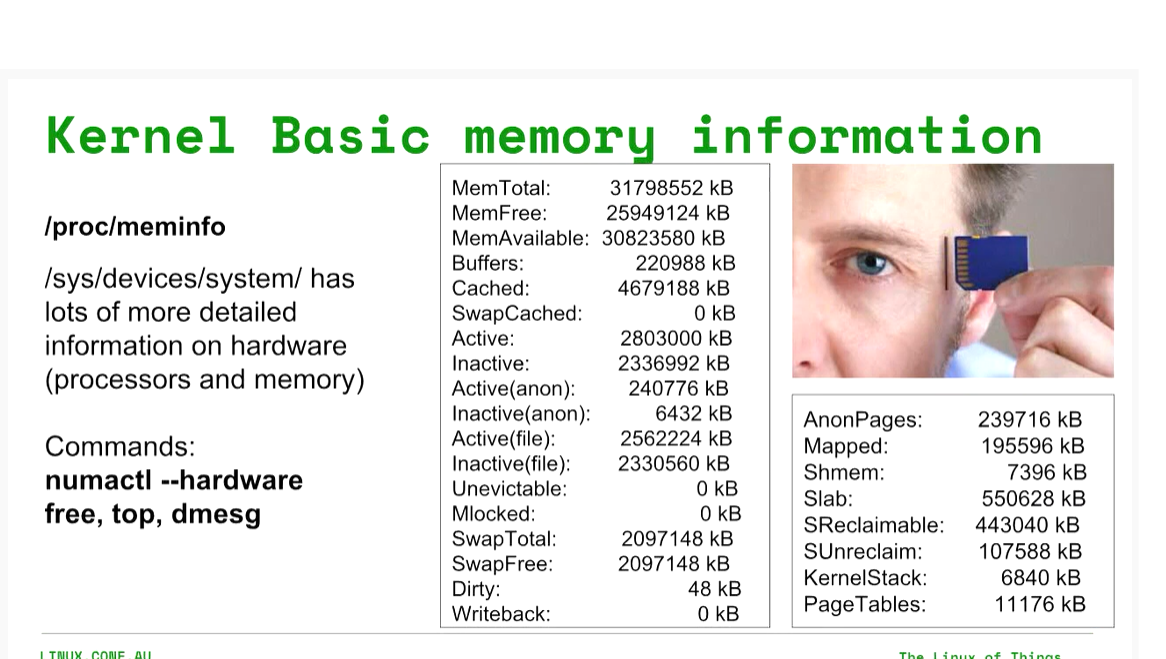 Kernel Basic memory information
/proc/meminfo
/sys/devices/system/ has
lots of more detailed
information on hardware
(processors and memory)
Commands:
numactl --hardware
free, top, dmesg
MemTotal: 31798552 kB
MemFree: 25949124 kB
MemAvailable: 30823580 kB
Buffers: 220988 kB
Cached: 4679188 kB
SwapCached: 0 kB
Active: 2803000 kB
Inactive: 2336992 kB
Active(anon): 240776 kB
Inactive(anon): 6432 kB
Active(file): 2562224 kB
Inactive(file): 2330560 kB
Unevictable: 0 kB
Mlocked: 0 kB
SwapTotal: 2097148 kB
SwapFree: 2097148 kB
Dirty: 48 kB
Writeback: 0 kB
AnonPages: 239716 kB
Mapped: 195596 kB
Shmem: 7396 kB
Slab: 550628 kB
SReclaimable: 443040 kB
SUnreclaim: 107588 kB
KernelStack: 6840 kB
PageTables: 11176 kB
LINUX.CONF.AU
The Linux of Things